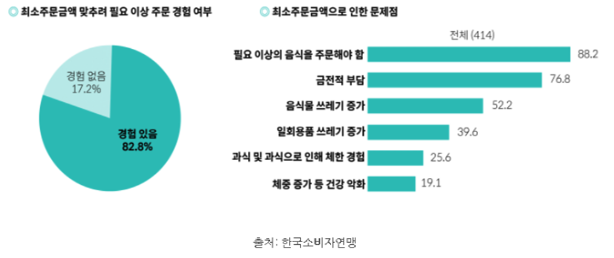 ◎ 최소주문금액 맞추려 필요 이상 주문 경험 여부
경험 없음
17.2%
경험 있음
82.8%
◎ 최소주문금액으로 인한 문제점
전체 (414)
필요 이상의 음식을 주문해야 함 88.2
금전적 부담 76.8
음식물 쓰레기 증가 52.2
일회용품 쓰레기 증가 39.6
과식 및 과식으로 인해 체한 경험 25.6
체중 증가 등 건강 악화 19.1
출처: 한국소비자연맹